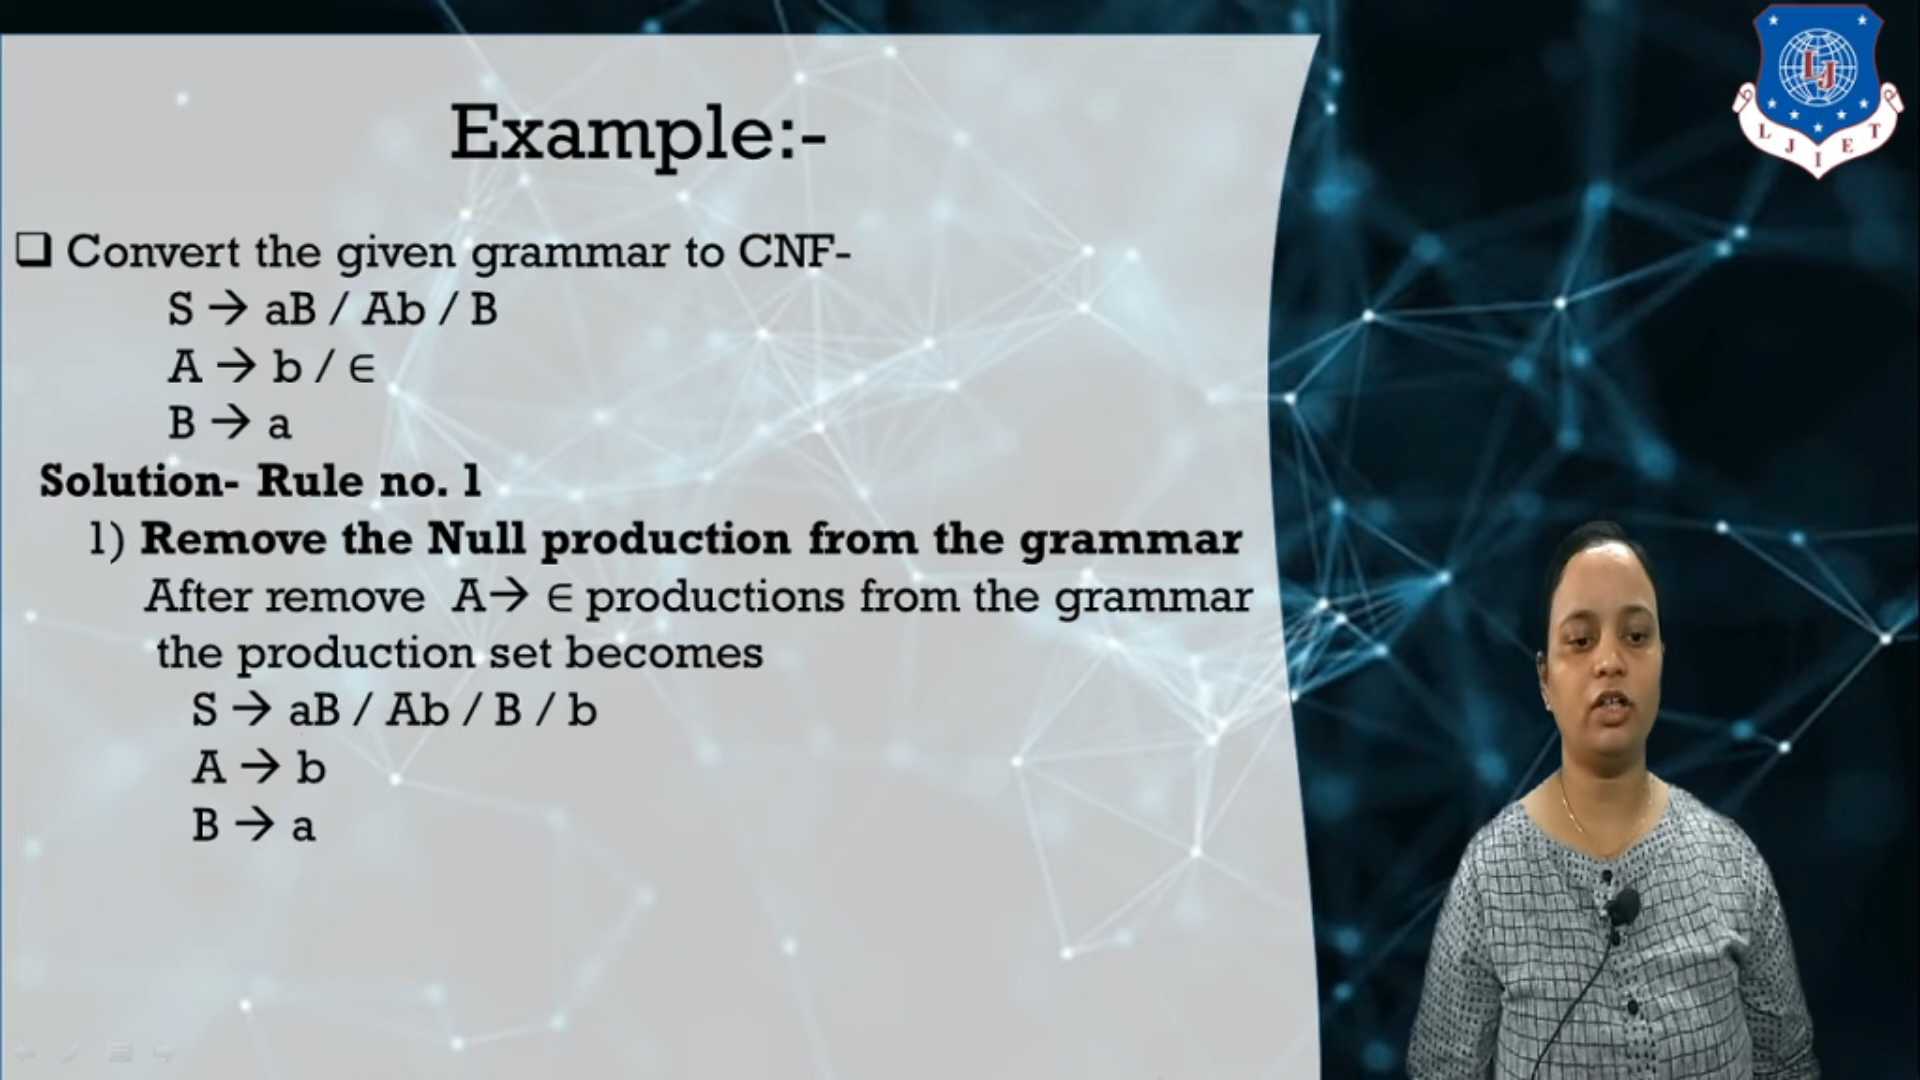 Example:-
❑ Convert the given grammar to CNF-
S → aB / Ab / B
A → b / ∈
B → a
Solution- Rule no. 1
1) Remove the Null production from the grammar
After remove A→ ∈ productions from the grammar
the production set becomes
S → aB / Ab / B / b
A → b
B → a
LJ
L J I E T